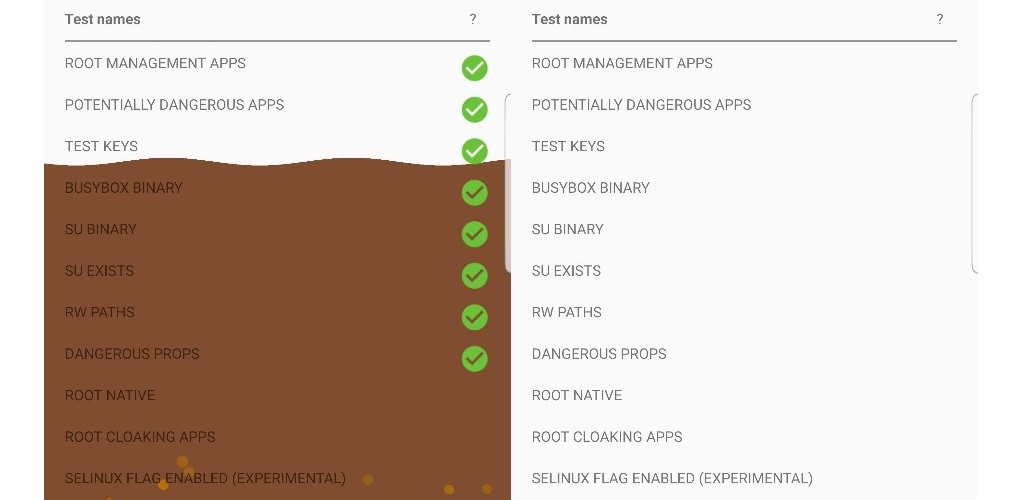 Test names ?
ROOT MANAGEMENT APPS
POTENTIALLY DANGEROUS APPS
TEST KEYS
BUSYBOX BINARY
SU BINARY
SU EXISTS
RW PATHS
DANGEROUS PROPS
ROOT NATIVE
ROOT CLOAKING APPS
SELINUX FLAG ENABLED (EXPERIMENTAL)
Test names ?
ROOT MANAGEMENT APPS
POTENTIALLY DANGEROUS APPS
TEST KEYS
BUSYBOX BINARY
SU BINARY
SU EXISTS
RW PATHS
DANGEROUS PROPS
ROOT NATIVE
ROOT CLOAKING APPS
SELINUX FLAG ENABLED (EXPERIMENTAL)